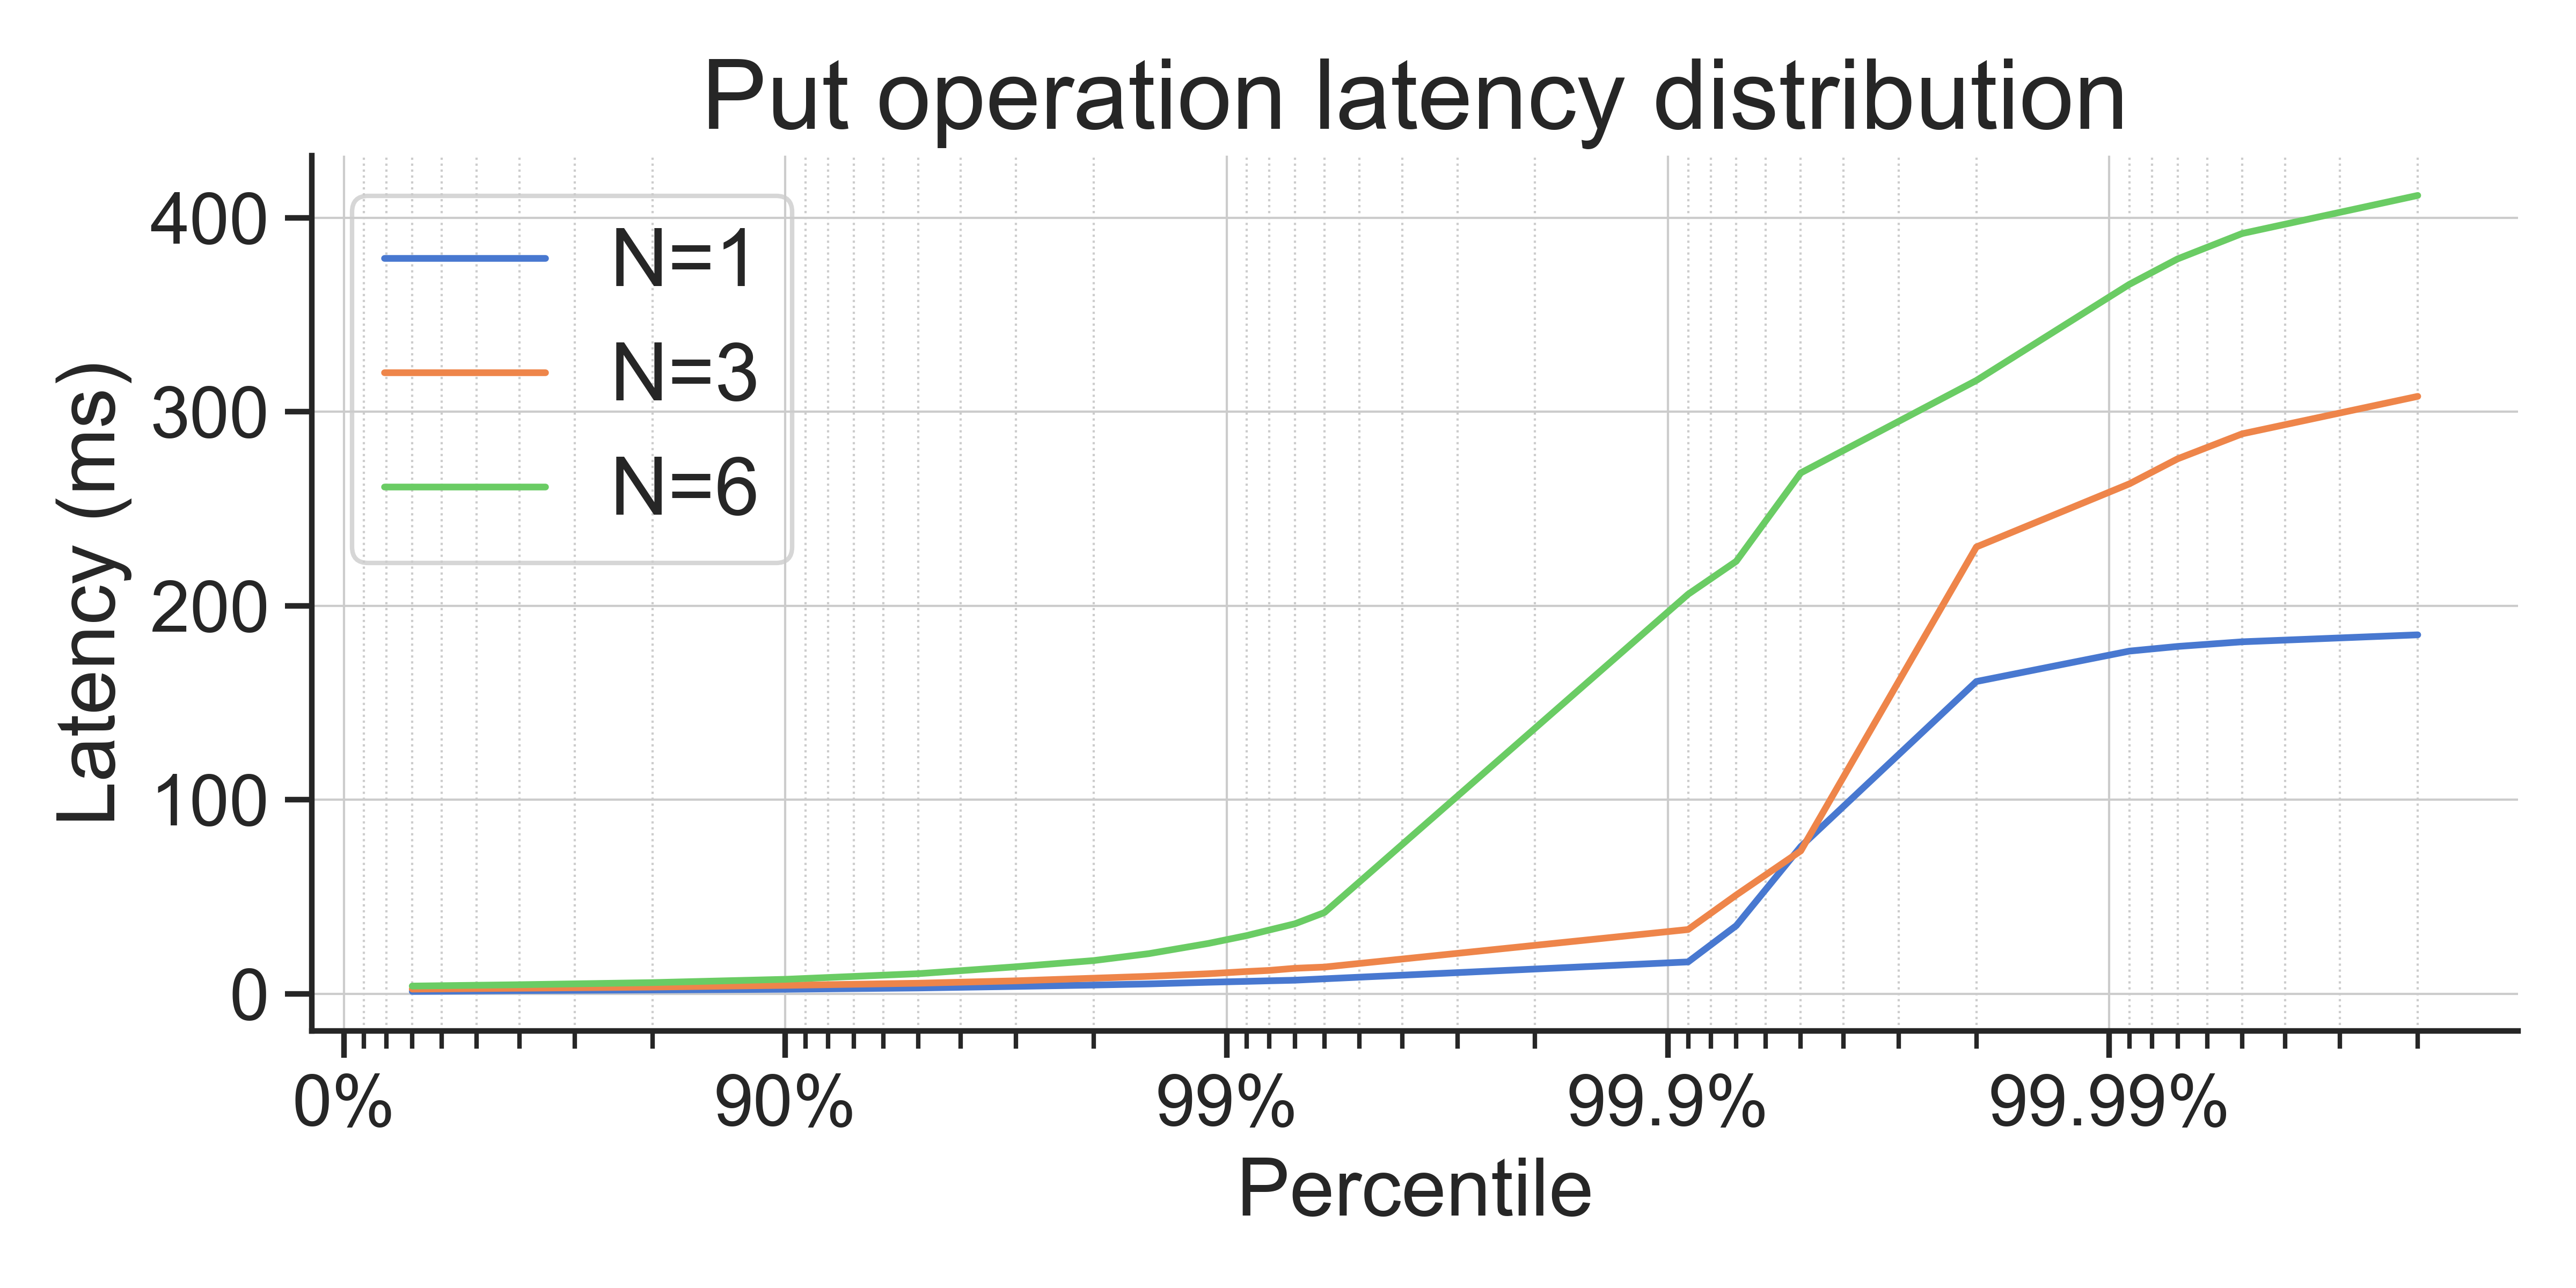 Put operation latency distribution
400
300
200
100
0
Latency (ms)
N=1
N=3
N=6
0% 90% 99% 99.9% 99.99%
Percentile